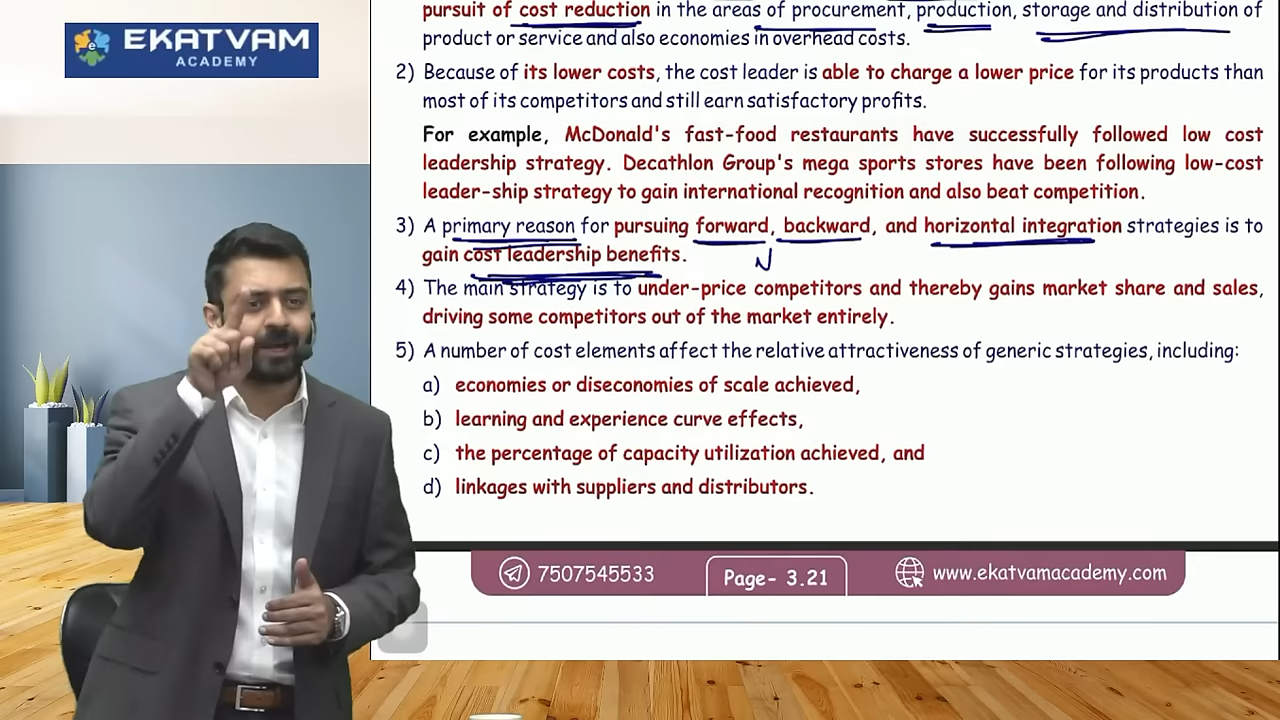 EKATVAM
ACADEMY
pursuit of cost reduction in the areas of procurement, production, storage and distribution of
product or service and also economies in overhead costs.
2) Because of its lower costs, the cost leader is able to charge a lower price for its products than
most of its competitors and still earn satisfactory profits.
For example, McDonald's fast-food restaurants have successfully followed low cost
leadership strategy. Decathlon Group's mega sports stores have been following low-cost
leader-ship strategy to gain international recognition and also beat competition.
3) A primary reason for pursuing forward, backward, and horizontal integration strategies is to
gain cost leadership benefits.
4) The main strategy is to under-price competitors and thereby gains market share and sales,
driving some competitors out of the market entirely.
5) A number of cost elements affect the relative attractiveness of generic strategies, including:
a) economies or diseconomies of scale achieved,
b) learning and experience curve effects,
c) the percentage of capacity utilization achieved, and
d) linkages with suppliers and distributors.
7507545533
Page- 3.21
www.ekatvamacademy.com